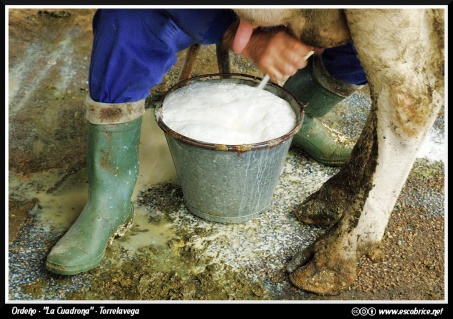 Ordeño - "La Cuadrona" - Torrelavega
www.escobrice.net